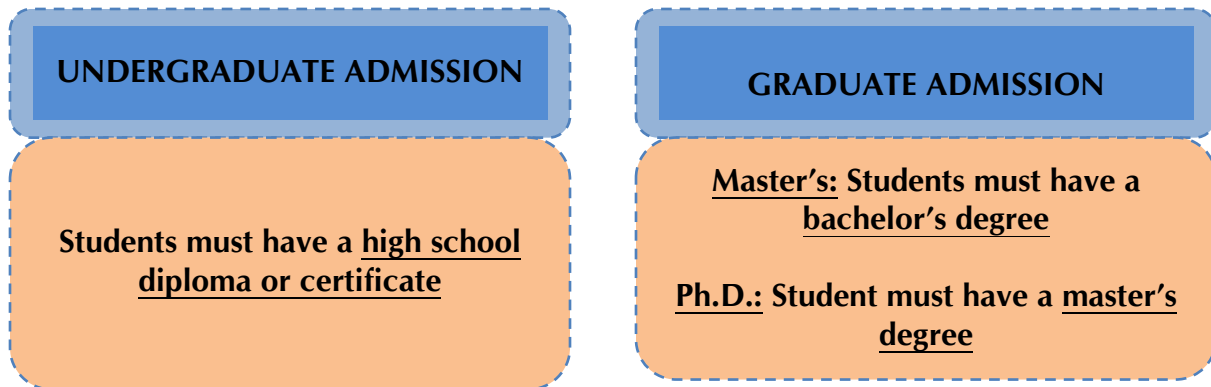 UNDERGRADUATE ADMISSION
Students must have a high school
diploma or certificate
GRADUATE ADMISSION
Master’s: Students must have a
bachelor’s degree
Ph.D.: Student must have a master’s
degree